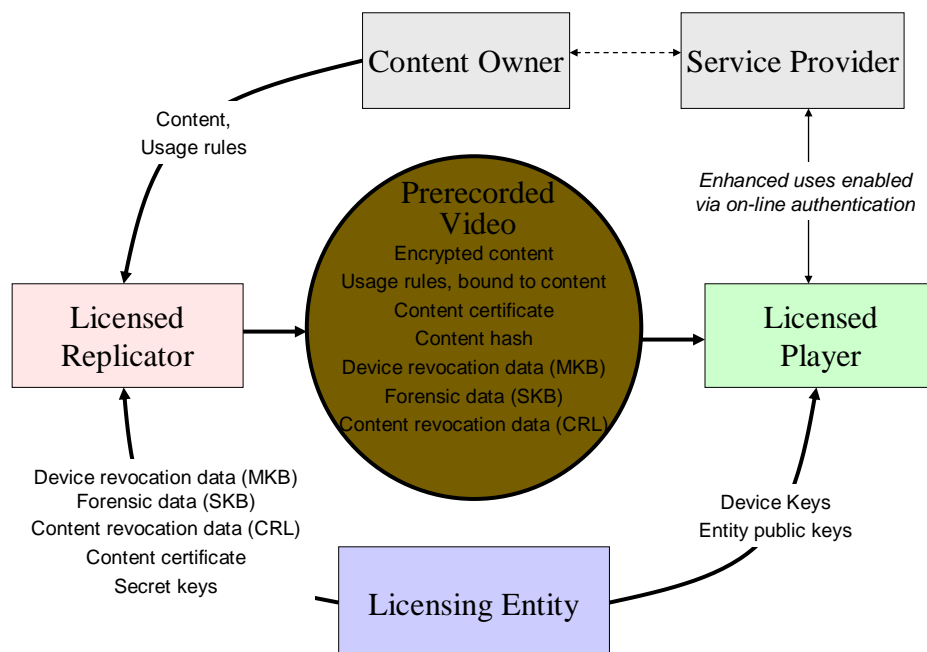 Content Owner
Service Provider
Content,
Usage rules
Enhanced uses enabled
via on-line authentication
Prerecorded
Video
Encrypted content
Usage rules, bound to content
Content certificate
Content hash
Device revocation data (MKB)
Forensic data (SKB)
Content revocation data (CRL)
Licensed
Replicator
Licensed
Player
Device revocation data (MKB)
Forensic data (SKB)
Content revocation data (CRL)
Content certificate
Secret keys
Device Keys
Entity public keys
Licensing Entity